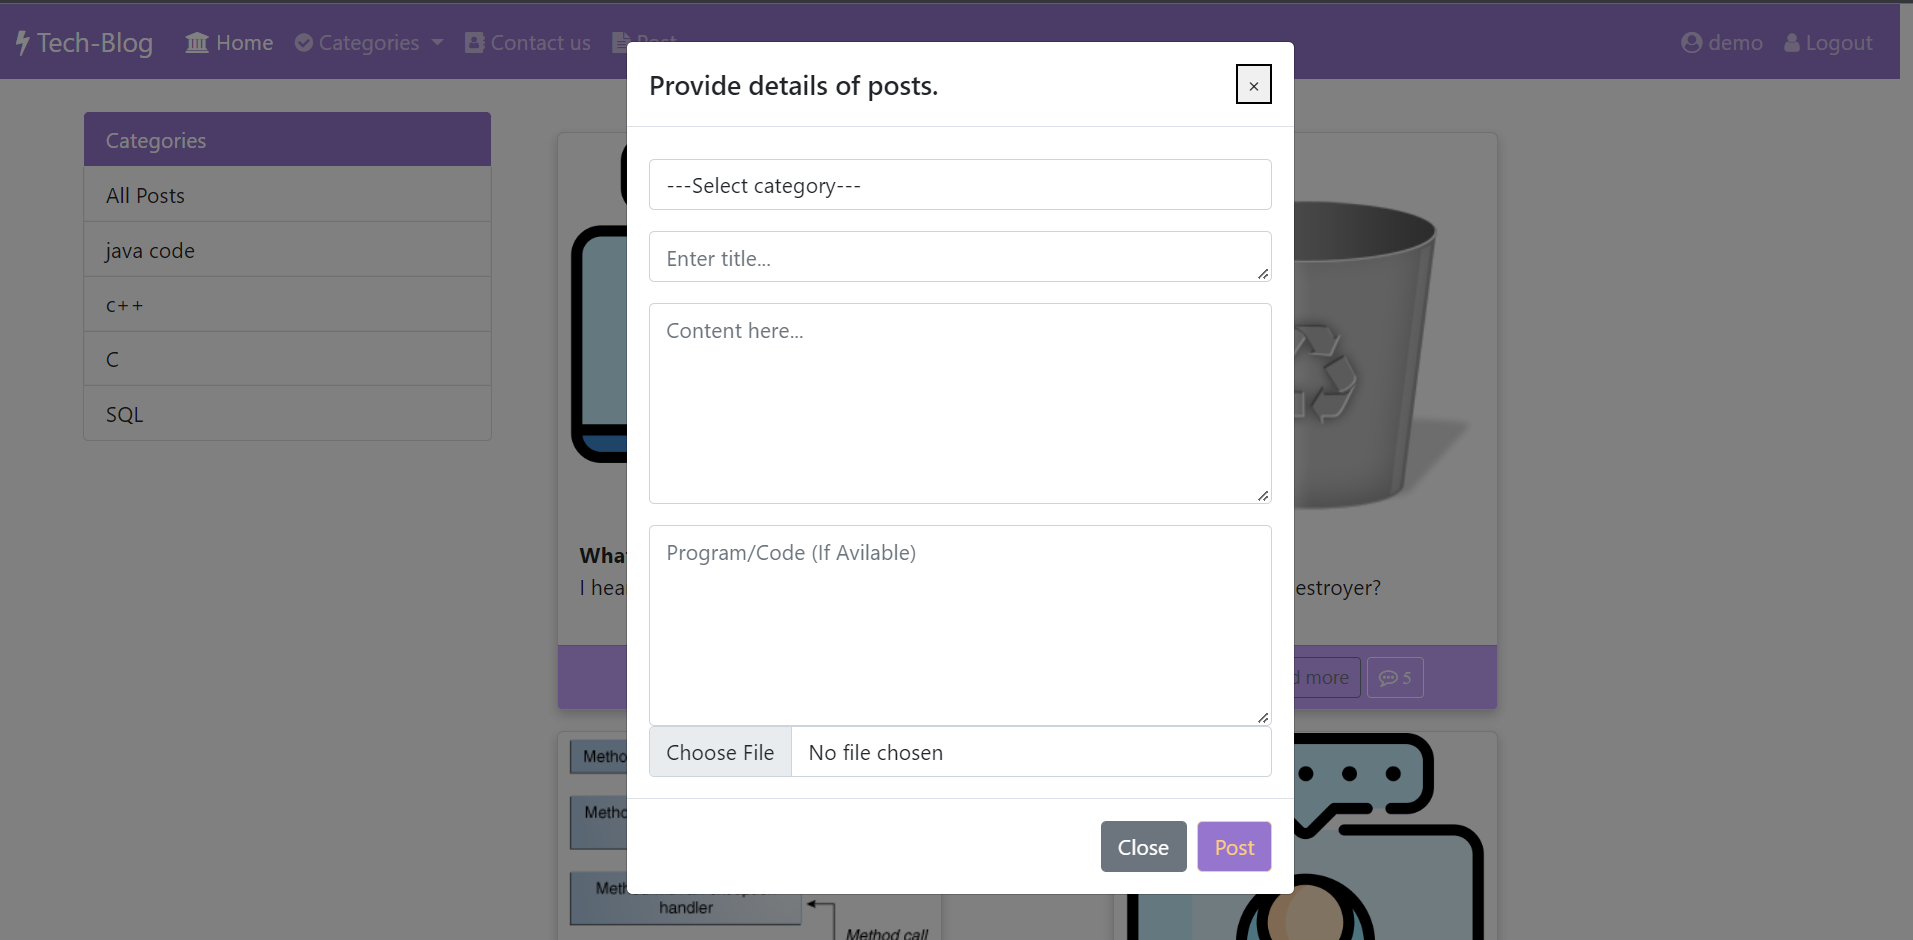 Tech-Blog Home Categories Contact us Post demo Logout
Provide details of posts.
×
Categories
All Posts
java code
c++
C
SQL
---Select category---
Enter title...
Content here...
Program/Code (If Avilable)
Choose File No file chosen
Close Post
What
I hea
estroyer?
d more 5
Metho
Metho
Meth
handler
Method call